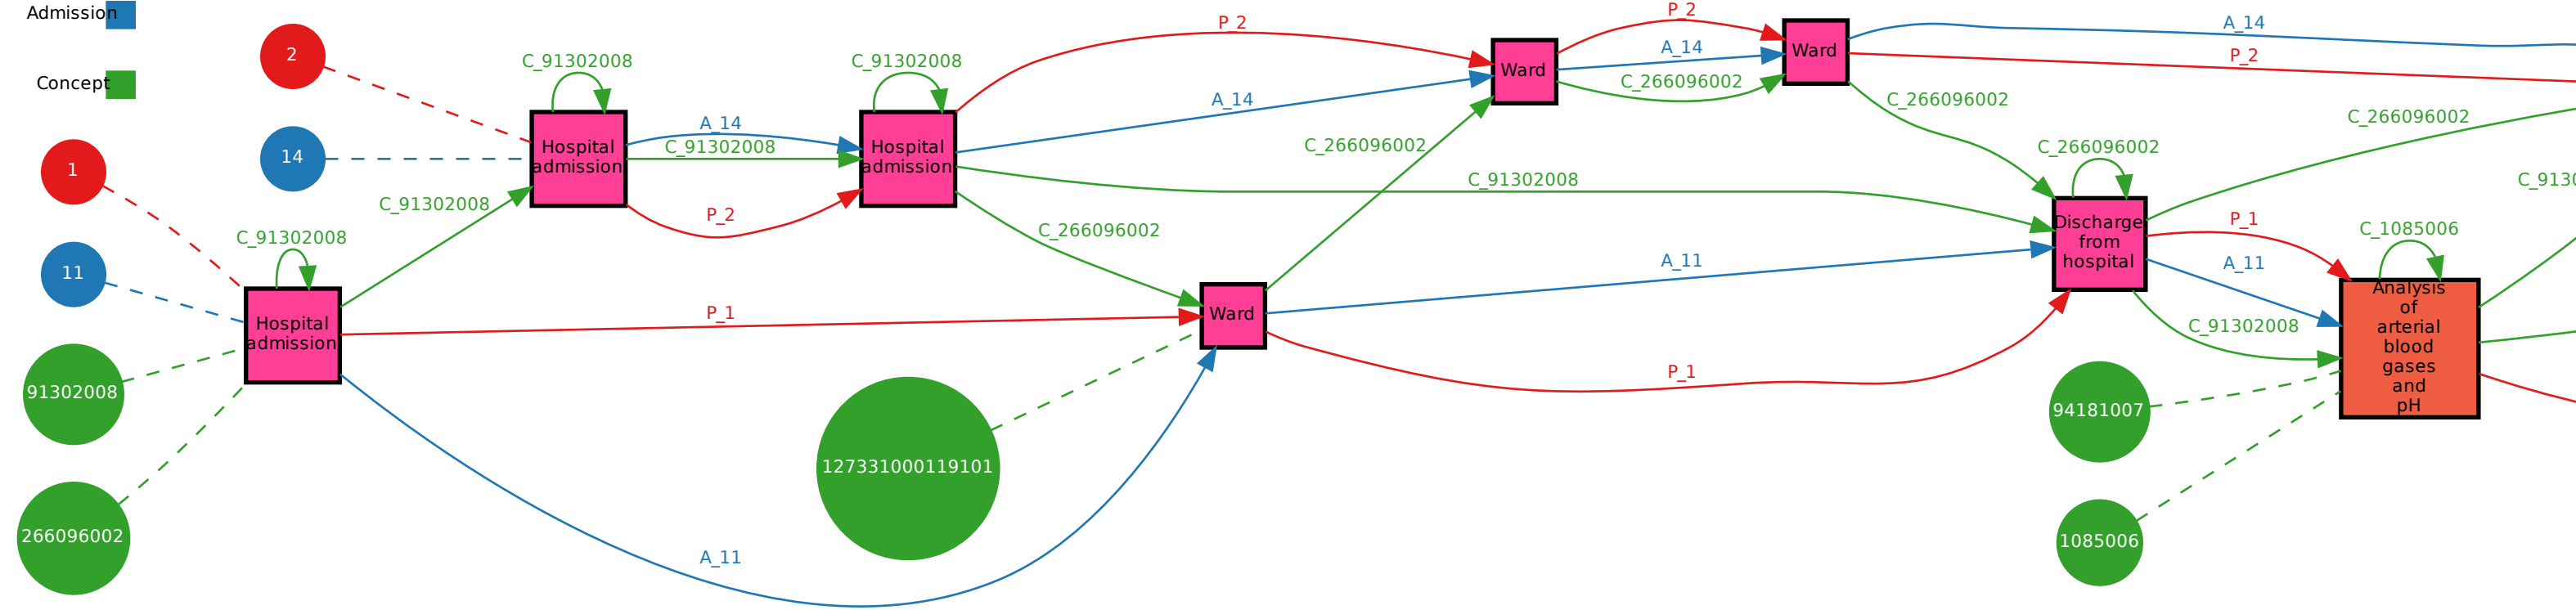 Admission
Concept
1
11
91302008
266096002
2
14
C_91302008
Hospital
admission
C_91302008
C_91302008
Hospital
admission
A_14
C_91302008
P_2
P_1
A_11
C_91302008
Hospital
admission
127331000119101
P_2
A_14
C_91302008
C_266096002
Ward
C_266096002
Ward
P_2
A_14
C_266096002
A_11
P_1
Ward
C_266096002
C_266096002
Discharge
from
hospital
94181007
1085006
A_14
P_2
C_266096002
P_1
A_11
C_91302008
C_1085006
Analysis
of
arterial
blood
gases
and
pH
C_9130